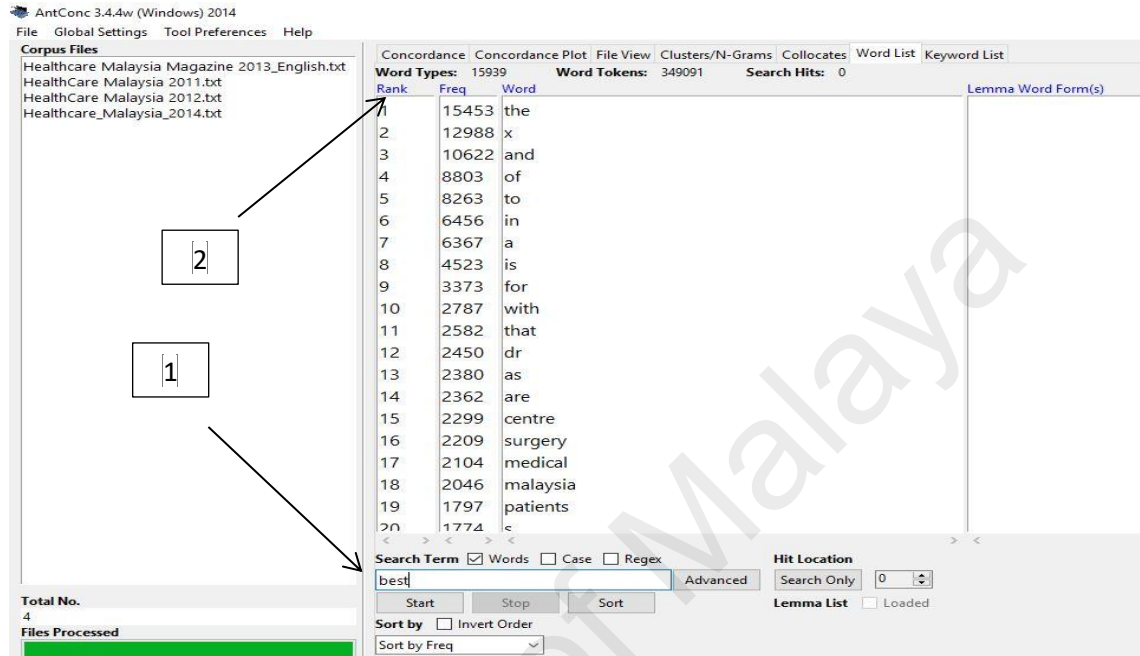 AntConc 3.4.4w (Windows) 2014
File Global Settings Tool Preferences Help
Corpus Files
Healthcare Malaysia Magazine 2013_English.txt
HealthCare Malaysia 2011.txt
HealthCare Malaysia 2012.txt
Healthcare_Malaysia_2014.txt
2
1
Total No.
4
Files Processed
Concordance Concordance Plot File View Clusters/N-Grams Collocates Word List Keyword List
Word Types: 15939 Word Tokens: 349091 Search Hits: 0
Rank Freq Word Lemma Word Form(s)
1 15453 the
2 12988 x
3 10622 and
4 8803 of
5 8263 to
6 6456 in
7 6367 a
8 4523 is
9 3373 for
10 2787 with
11 2582 that
12 2450 dr
13 2380 as
14 2362 are
15 2299 centre
16 2209 surgery
17 2104 medical
18 2046 malaysia
19 1797 patients
20 1774 s
Search Term Words Case Regex Hit Location
best Advanced Search Only 0
Start Stop Sort Lemma List Loaded
Sort by Invert Order
Sort by Freq
of Malaya